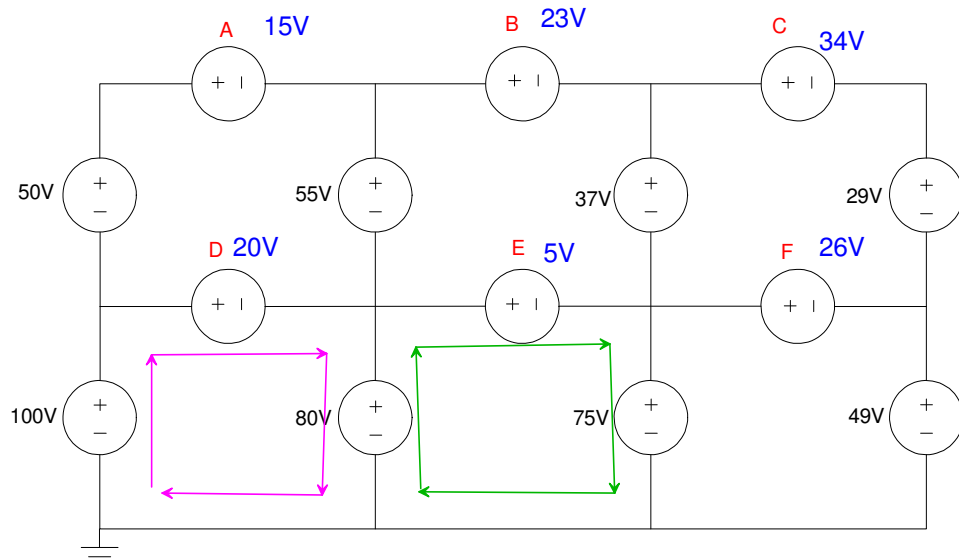 A 15V B 23V C 34V
+ − + − + −
50V + − 55V + − 37V + − 29V + −
D 20V E 5V F 26V
+ − + − + −
100V + − 80V + − 75V + − 49V + −